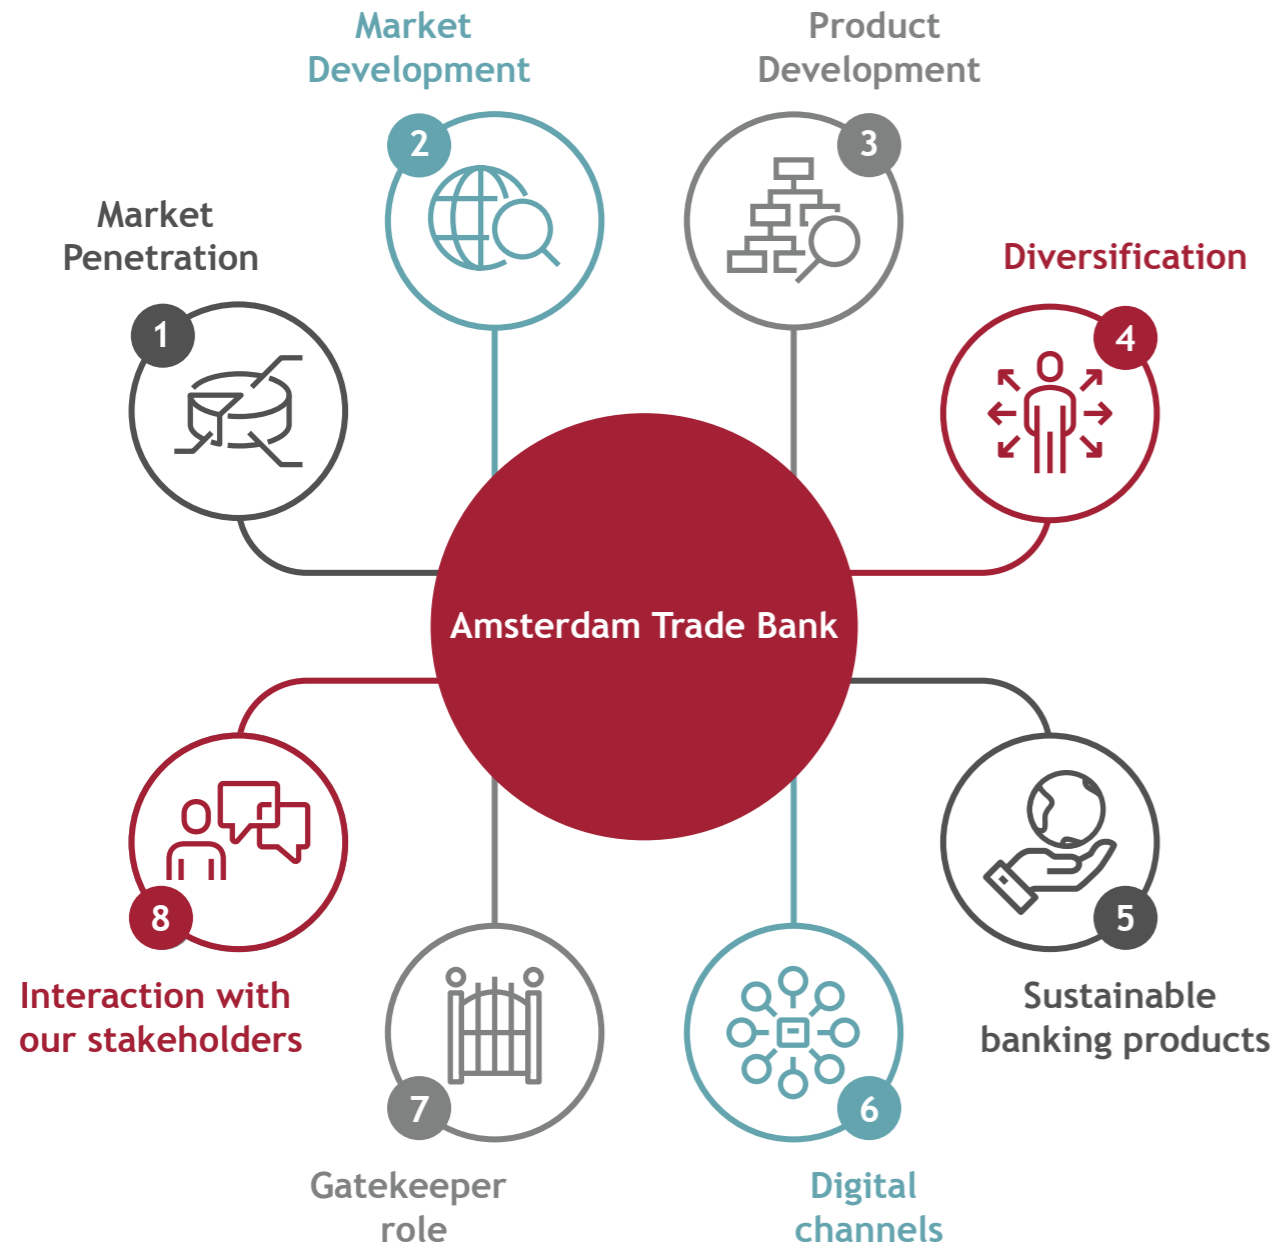 Market
Development
2
Product
Development
3
Market
Penetration
1
Diversification
4
Amsterdam Trade Bank
8
Interaction with
our stakeholders
5
Sustainable
banking products
7
Gatekeeper
role
6
Digital
channels